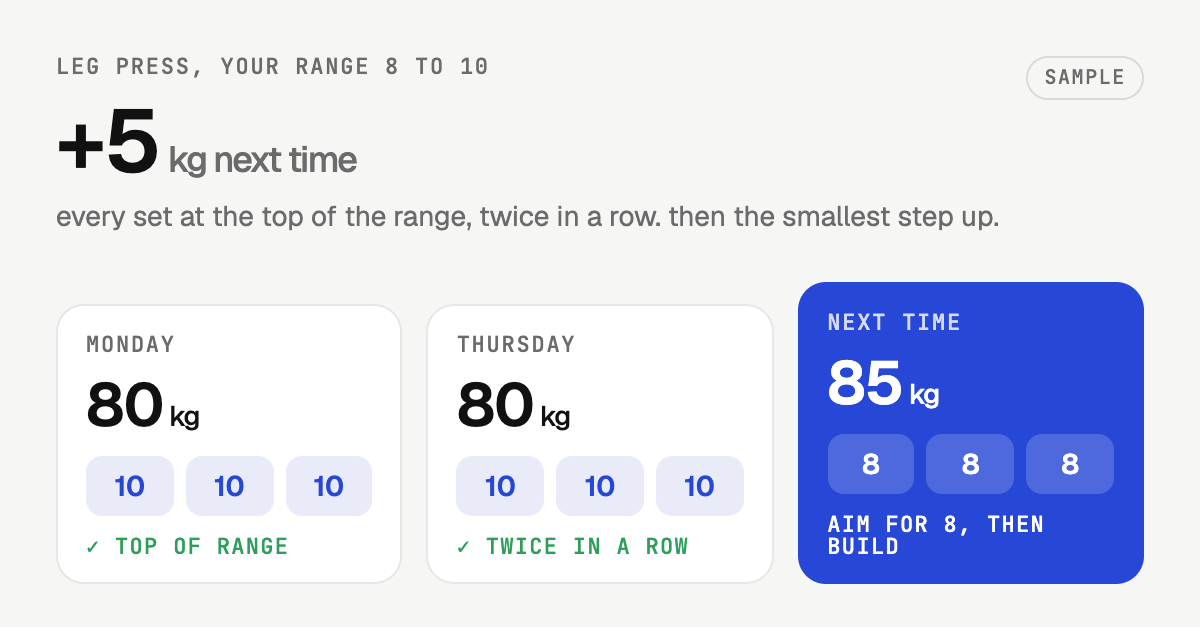 LEG PRESS, YOUR RANGE 8 TO 10
SAMPLE
+5 kg next time
every set at the top of the range, twice in a row. then the smallest step up.
MONDAY
80 kg
10 10 10
✓ TOP OF RANGE
THURSDAY
80 kg
10 10 10
✓ TWICE IN A ROW
NEXT TIME
85 kg
8 8 8
AIM FOR 8, THEN
BUILD